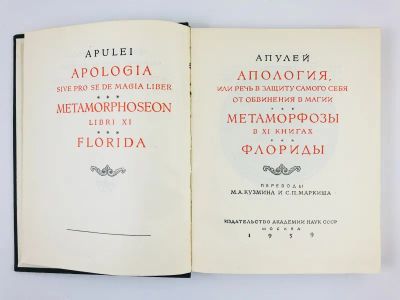 APULEI
APOLOGIA
SIVE PRO SE DE MAGIA LIBER
* * *
METAMORPHOSEON
LIBRI XI
* * *
FLORIDA
АПУЛЕЙ
АПОЛОГИЯ,
ИЛИ РЕЧЬ В ЗАЩИТУ САМОГО СЕБЯ
ОТ ОБВИНЕНИЯ В МАГИИ
* * *
МЕТАМОРФОЗЫ
В XI КНИГАХ
* * *
ФЛОРИДЫ
ПЕРЕВОДЫ
М.А.КУЗМИНА И С.П.МАРКИША
ИЗДАТЕЛЬСТВО АКАДЕМИИ НАУК СССР
МОСКВА
1959